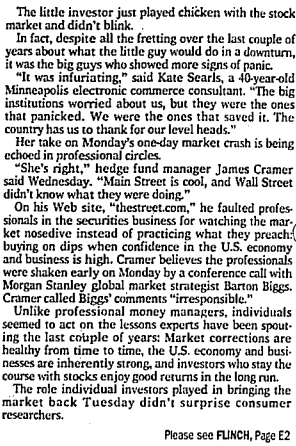 The little investor just played chicken with the stock
market and didn't blink.
In fact, despite all the fretting over the last couple of
years about what the little guy would do in a downturn,
it was the big guys who showed more signs of panic.
"It was infuriating," said Kate Searls, a 40-year-old
Minneapolis electronic commerce consultant. "The big
institutions worried about us, but they were the ones
that panicked. We were the ones that saved it. The
country has us to thank for our level heads."
Her take on Monday's one-day market crash is being
echoed in professional circles.
"She's right," hedge fund manager James Cramer
said Wednesday. "Main Street is cool, and Wall Street
didn't know what they were doing."
On his Web site, "thestreet.com," he faulted profes-
sionals in the securities business for watching the mar-
ket nosedive instead of practicing what they preach:
buying on dips when confidence in the U.S. economy
and business is high. Cramer believes the professionals
were shaken early on Monday by a conference call with
Morgan Stanley global market strategist Barton Biggs.
Cramer called Biggs' comments "irresponsible."
Unlike professional money managers, individuals
seemed to act on the lessons experts have been spout-
ing the last couple of years: Market corrections are
healthy from time to time, the U.S. economy and busi-
nesses are inherently strong, and investors who stay the
course with stocks enjoy good returns in the long run.
The role individual investors played in bringing the
market back Tuesday didn't surprise consumer
researchers.
Please see FLINCH, Page E2